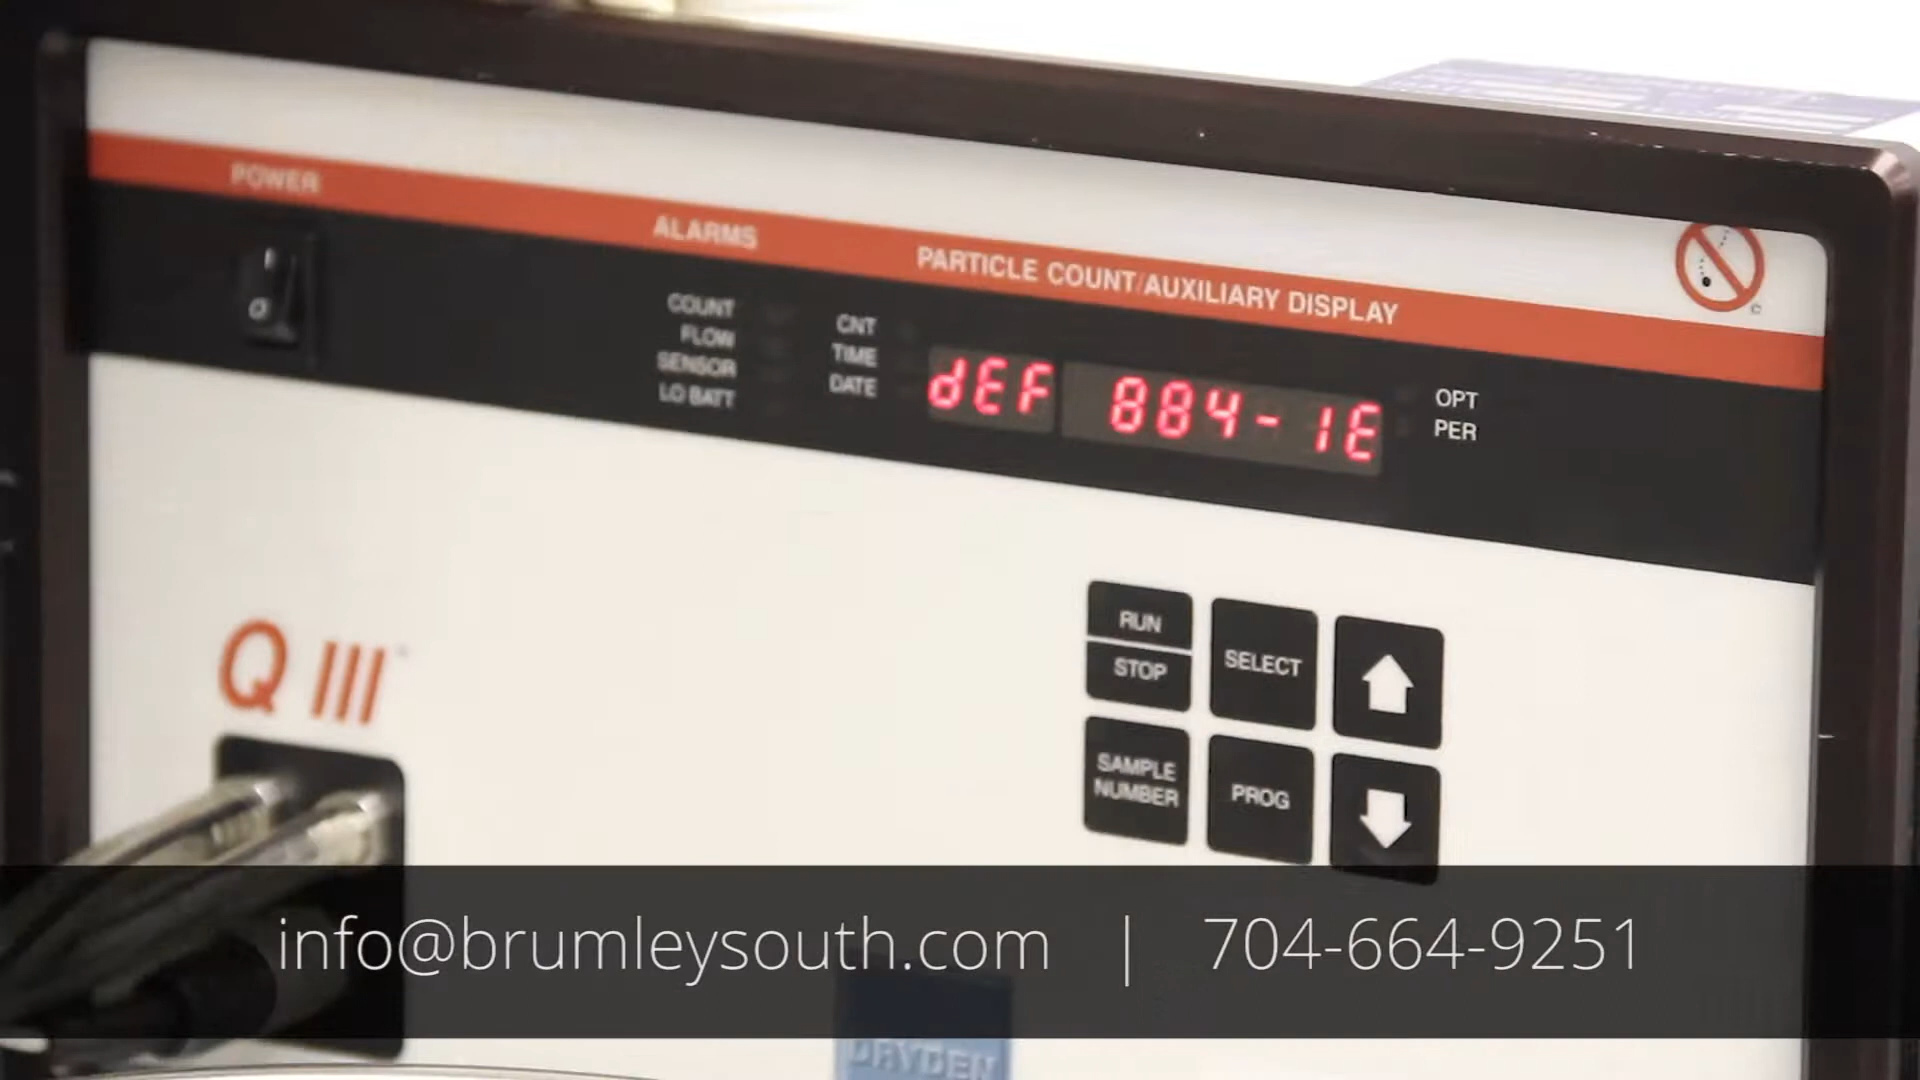 POWER
ALARMS
PARTICLE COUNT/AUXILIARY DISPLAY
COUNT
FLOW
SENSOR
LO BATT
CNT
TIME
DATE
dEF 884-1E
OPT
PER
Q III
RUN
STOP
SELECT
SAMPLE
NUMBER
PROG
info@brumleysouth.com | 704-664-9251
DRYDEN